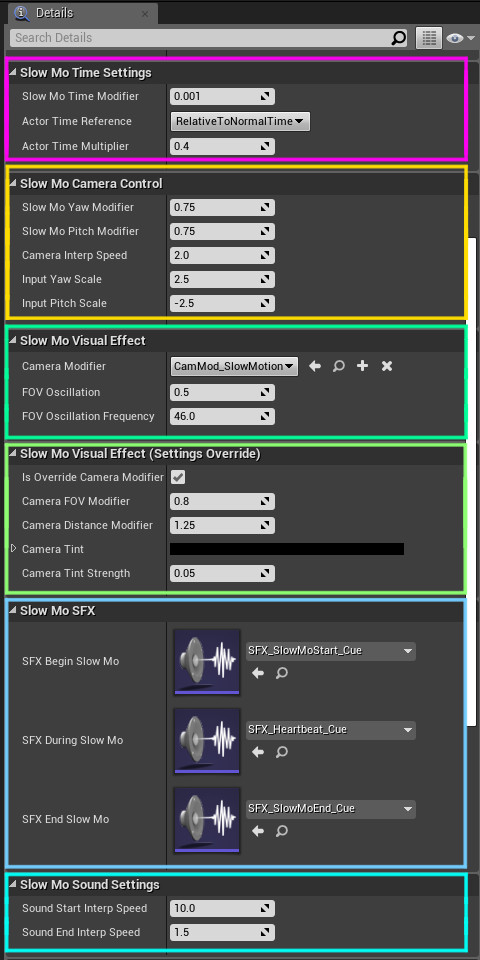 Details
Search Details
Slow Mo Time Settings
Slow Mo Time Modifier 0.001
Actor Time Reference RelativeToNormalTime
Actor Time Multiplier 0.4
Slow Mo Camera Control
Slow Mo Yaw Modifier 0.75
Slow Mo Pitch Modifier 0.75
Camera Interp Speed 2.0
Input Yaw Scale 2.5
Input Pitch Scale -2.5
Slow Mo Visual Effect
Camera Modifier CamMod_SlowMotion
FOV Oscillation 0.5
FOV Oscillation Frequency 46.0
Slow Mo Visual Effect (Settings Override)
Is Override Camera Modifier
Camera FOV Modifier 0.8
Camera Distance Modifier 1.25
Camera Tint
Camera Tint Strength 0.05
Slow Mo SFX
SFX Begin Slow Mo SFX_SlowMoStart_Cue
SFX During Slow Mo SFX_Heartbeat_Cue
SFX End Slow Mo SFX_SlowMoEnd_Cue
Slow Mo Sound Settings
Sound Start Interp Speed 10.0
Sound End Interp Speed 1.5